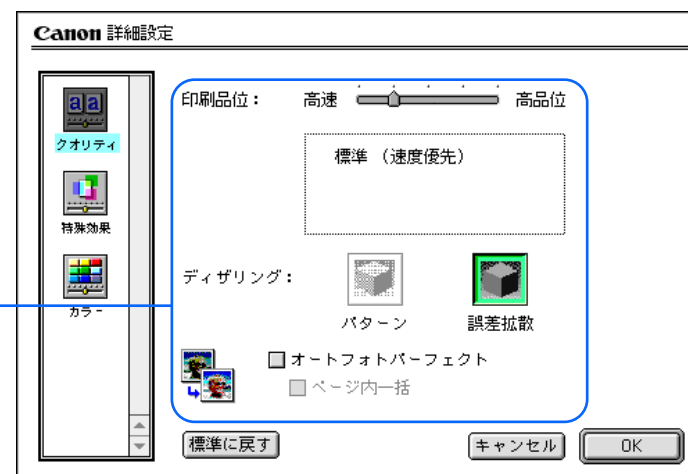 Canon 詳細設定
クオリティ
特殊効果
カラー
印刷品位： 高速 高品位
標準 （速度優先）
ディザリング：
パターン 誤差拡散
オートフォトパーフェクト
ページ内一括
標準に戻す キャンセル OK